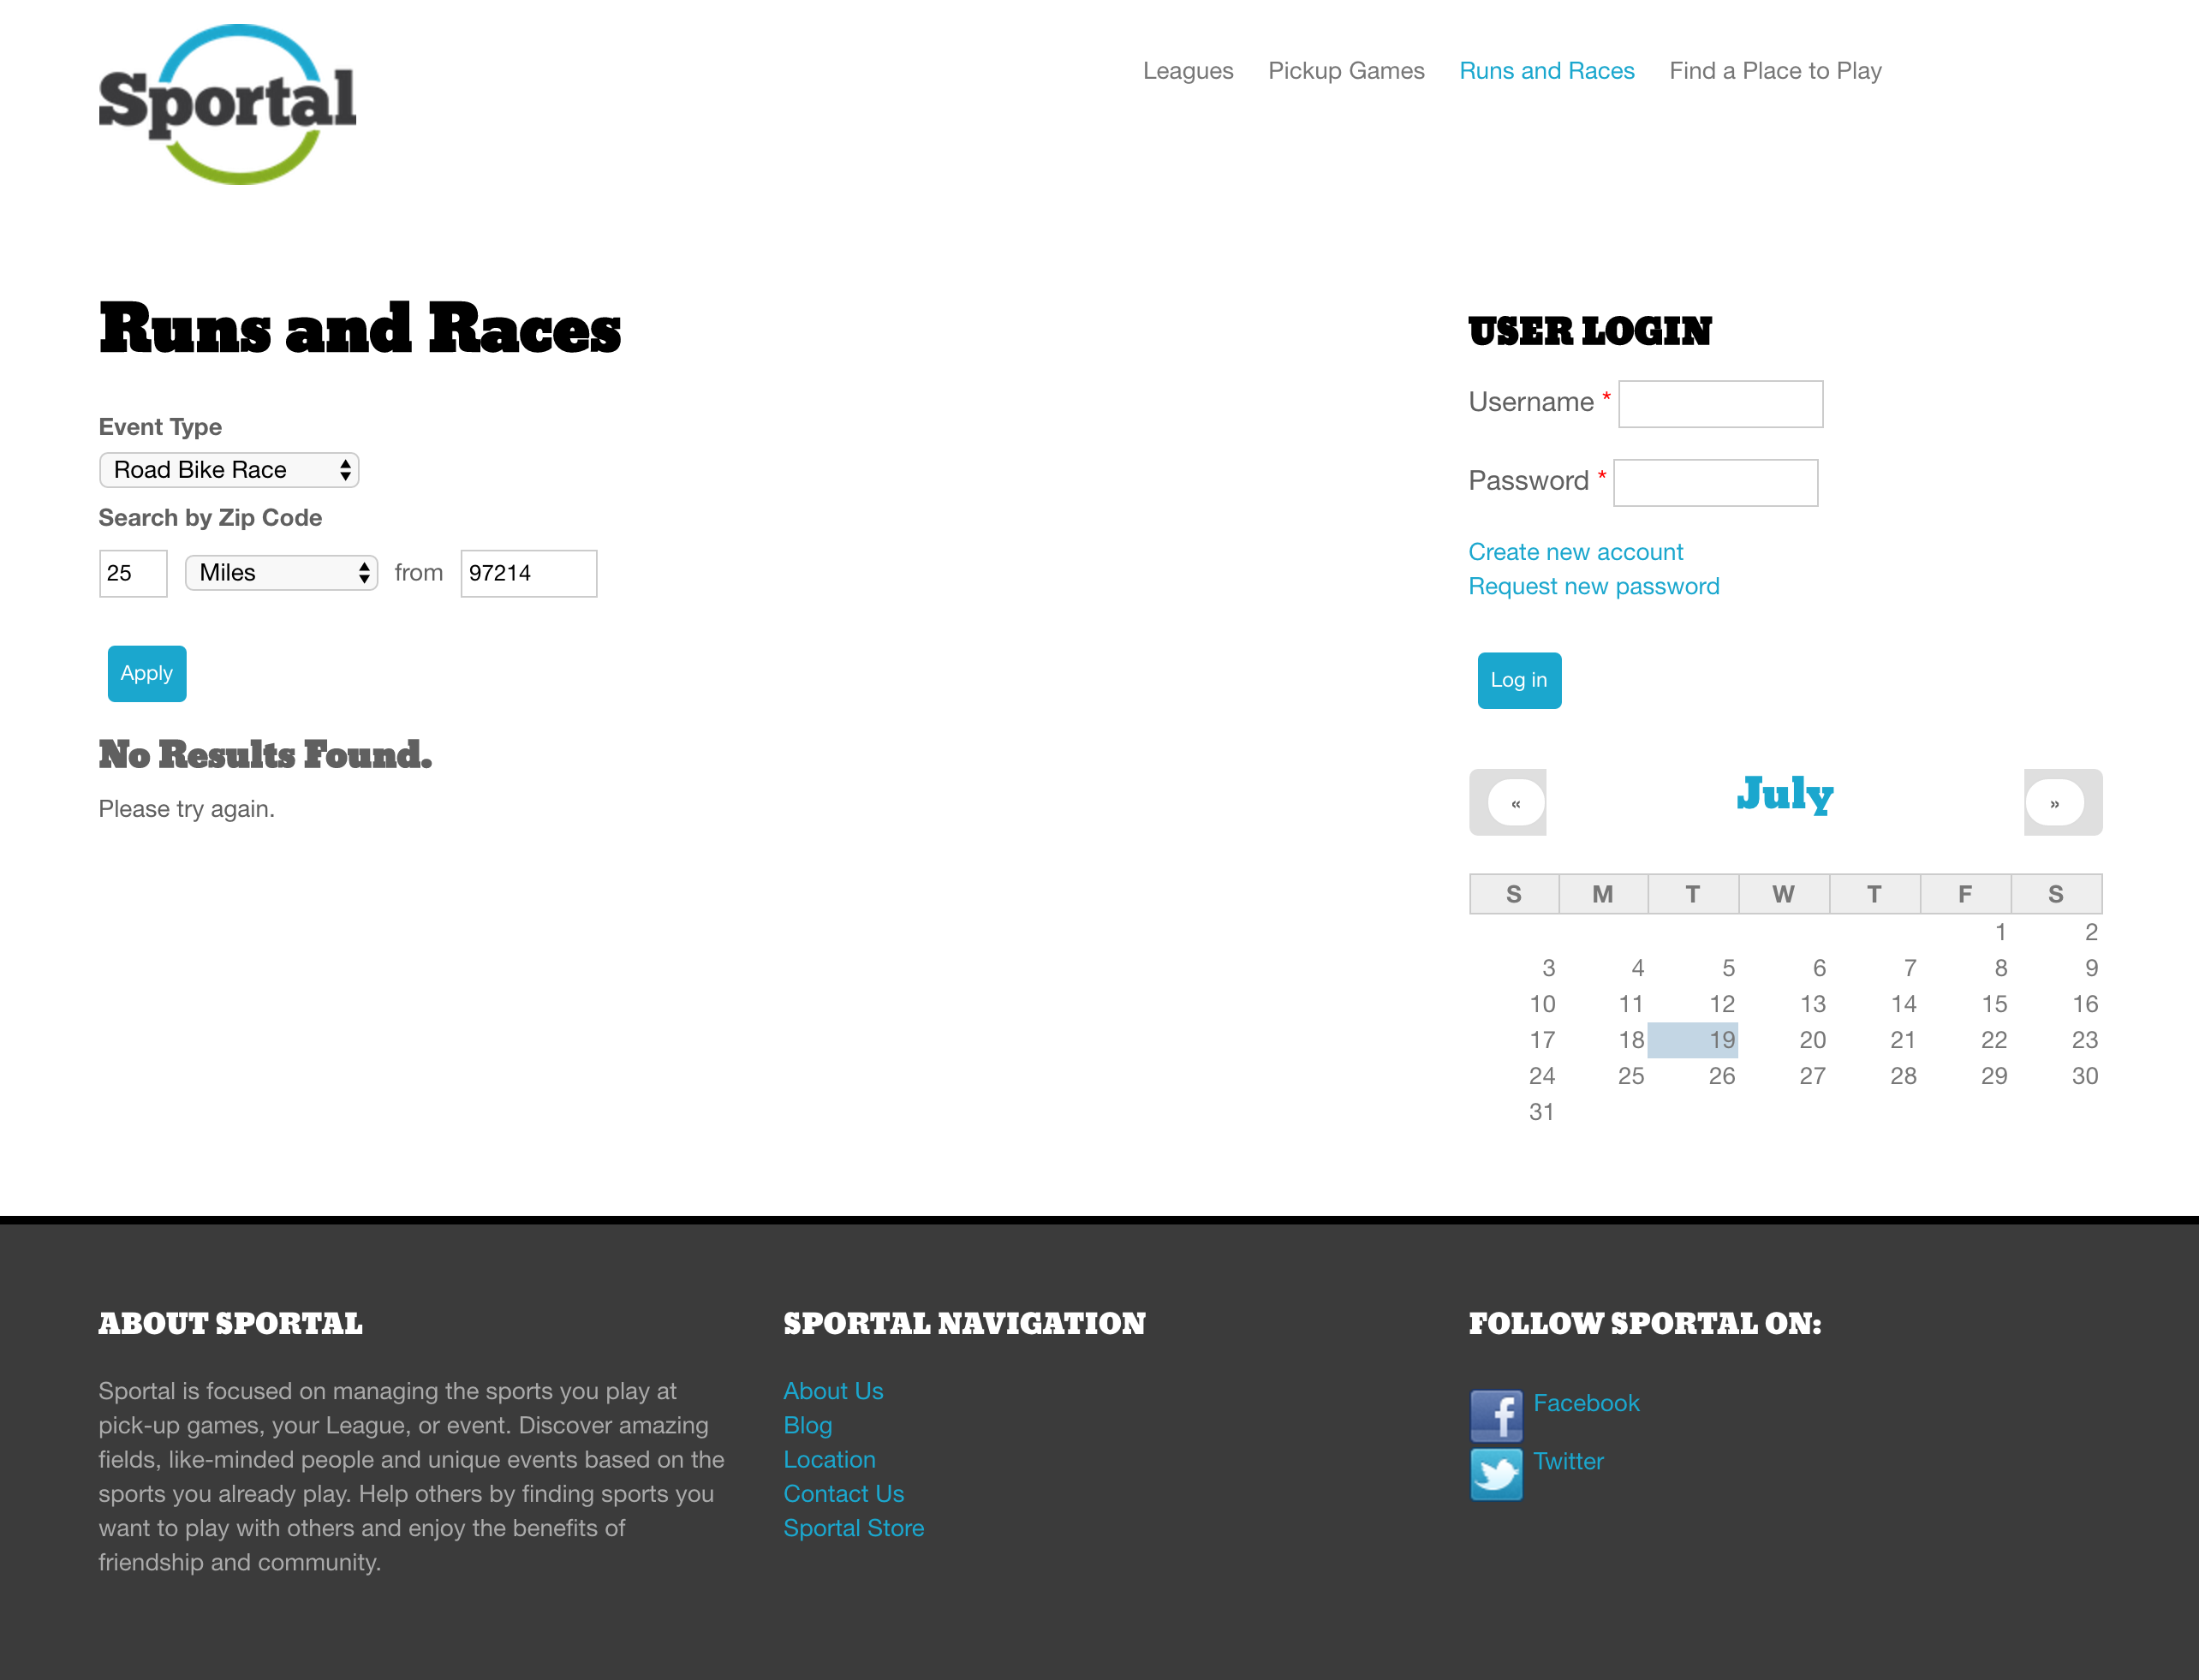 Sportal
Leagues Pickup Games Runs and Races Find a Place to Play
Runs and Races
Event Type
Road Bike Race
Search by Zip Code
25 Miles from 97214
Apply
No Results Found.
Please try again.
USER LOGIN
Username *
Password *
Create new account
Request new password
Log in
« July »
S M T W T F S
1 2
3 4 5 6 7 8 9
10 11 12 13 14 15 16
17 18 19 20 21 22 23
24 25 26 27 28 29 30
31
ABOUT SPORTAL
Sportal is focused on managing the sports you play at
pick-up games, your League, or event. Discover amazing
fields, like-minded people and unique events based on the
sports you already play. Help others by finding sports you
want to play with others and enjoy the benefits of
friendship and community.
SPORTAL NAVIGATION
About Us
Blog
Location
Contact Us
Sportal Store
FOLLOW SPORTAL ON:
f Facebook
Twitter